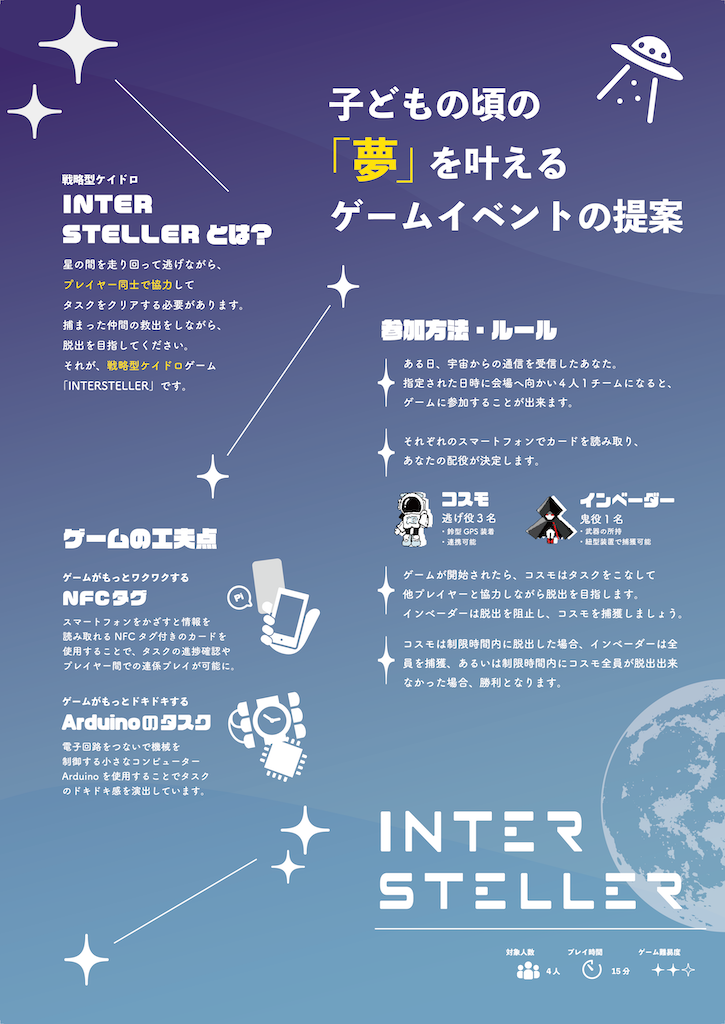 子どもの頃の
「夢」を叶える
ゲームイベントの提案
戦略型ケイドロ
INTER
STELLERとは?
星の間を走り回って逃げながら、
プレイヤー同士で協力して
タスクをクリアする必要があります。
捕まった仲間の救出をしながら、
脱出を目指してください。
それが、戦略型ケイドロゲーム
「INTERSTELLER」です。
ゲームの工夫点
ゲームがもっとワクワクする
NFCタグ
スマートフォンをかざすと情報を
読み取れるNFCタグ付きのカードを
使用することで、タスクの進捗確認や
プレイヤー間での連係プレイが可能に。
ゲームがもっとドキドキする
Arduinoのタスク
電子回路をつないで機械を
制御する小さなコンピューター
Arduinoを使用することでタスク
のドキドキ感を演出しています。
参加方法・ルール
ある日、宇宙からの通信を受信したあなた。
指定された日時に会場へ向かい4人1チームになると、
ゲームに参加することが出来ます。
それぞれのスマートフォンでカードを読み取り、
あなたの配役が決定します。
コスモ
逃げ役3名
・鈴型GPS装着
・連携可能
インベーダー
鬼役1名
・武器の所持
・紐型装置で捕獲可能
ゲームが開始されたら、コスモはタスクをこなして
他プレイヤーと協力しながら脱出を目指します。
インベーダーは脱出を阻止し、コスモを捕獲しましょう。
コスモは制限時間内に脱出した場合、インベーダーは全
員を捕獲、あるいは制限時間内にコスモ全員が脱出出来
なかった場合、勝利となります。
INTER
STELLER
対象人数
4人
プレイ時間
15分
ゲーム難易度